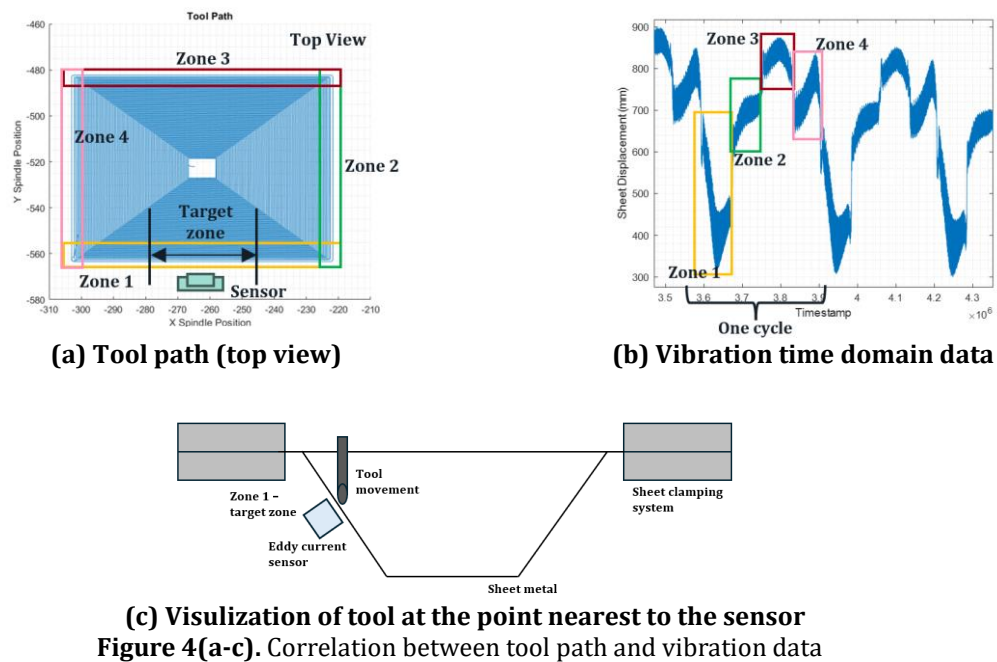 Tool Path
Top View
Zone 3
Zone 4
Zone 2
Target
zone
Zone 1
Sensor
Y Spindle Position
-460
-480
-500
-520
-540
-560
-580
-310 -300 -290 -280 -270 -260 -250 -240 -230 -220 -210
X Spindle Position
(a) Tool path (top view)
Sheet Displacement (mm)
900
800
700
600
500
400
300
Zone 3
Zone 4
Zone 2
Zone 1
3.5 3.6 3.7 3.8 3.9 4 4.1 4.2 4.3
Timestamp
×10⁶
One cycle
(b) Vibration time domain data
Tool
movement
Zone 1 –
target zone
Eddy current
sensor
Sheet clamping
system
Sheet metal
(c) Visulization of tool at the point nearest to the sensor
Figure 4(a-c). Correlation between tool path and vibration data